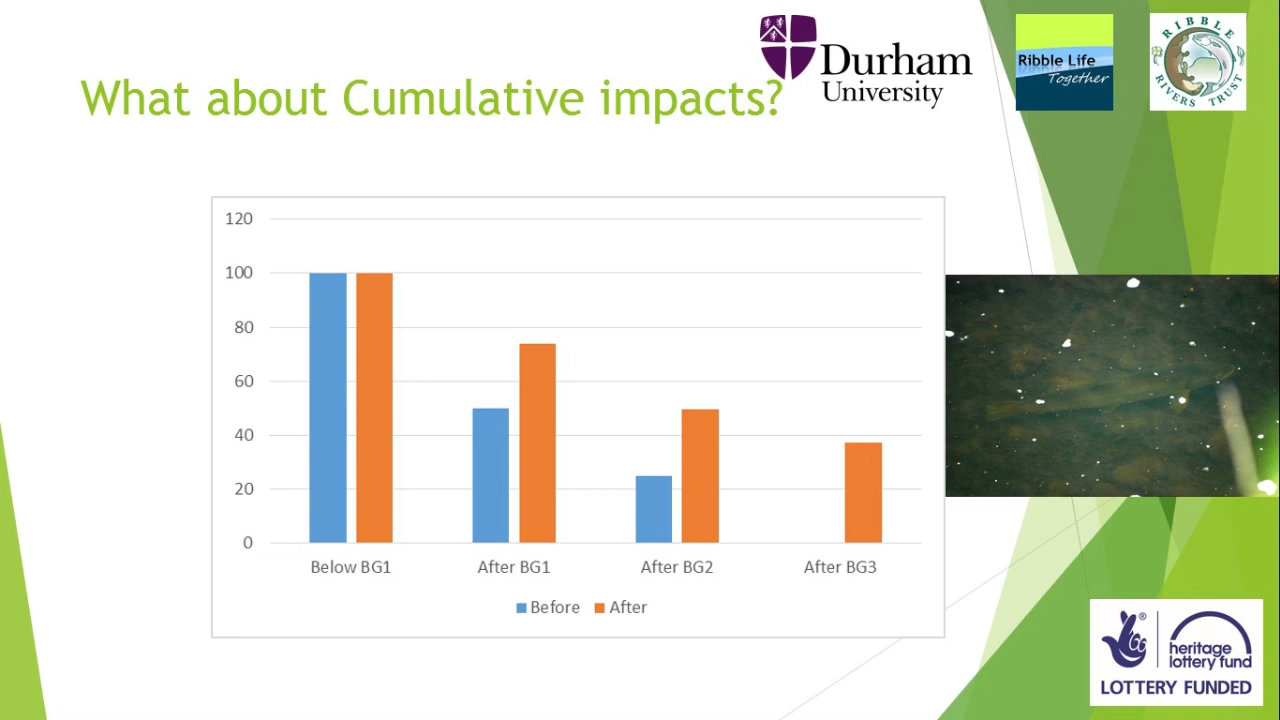 What about Cumulative impacts?
Durham
University
Ribble Life
Together
RIBBLE
RIVERS TRUST
120
100
80
60
40
20
0
Below BG1
After BG1
After BG2
After BG3
Before
After
®
heritage
lottery fund
LOTTERY FUNDED